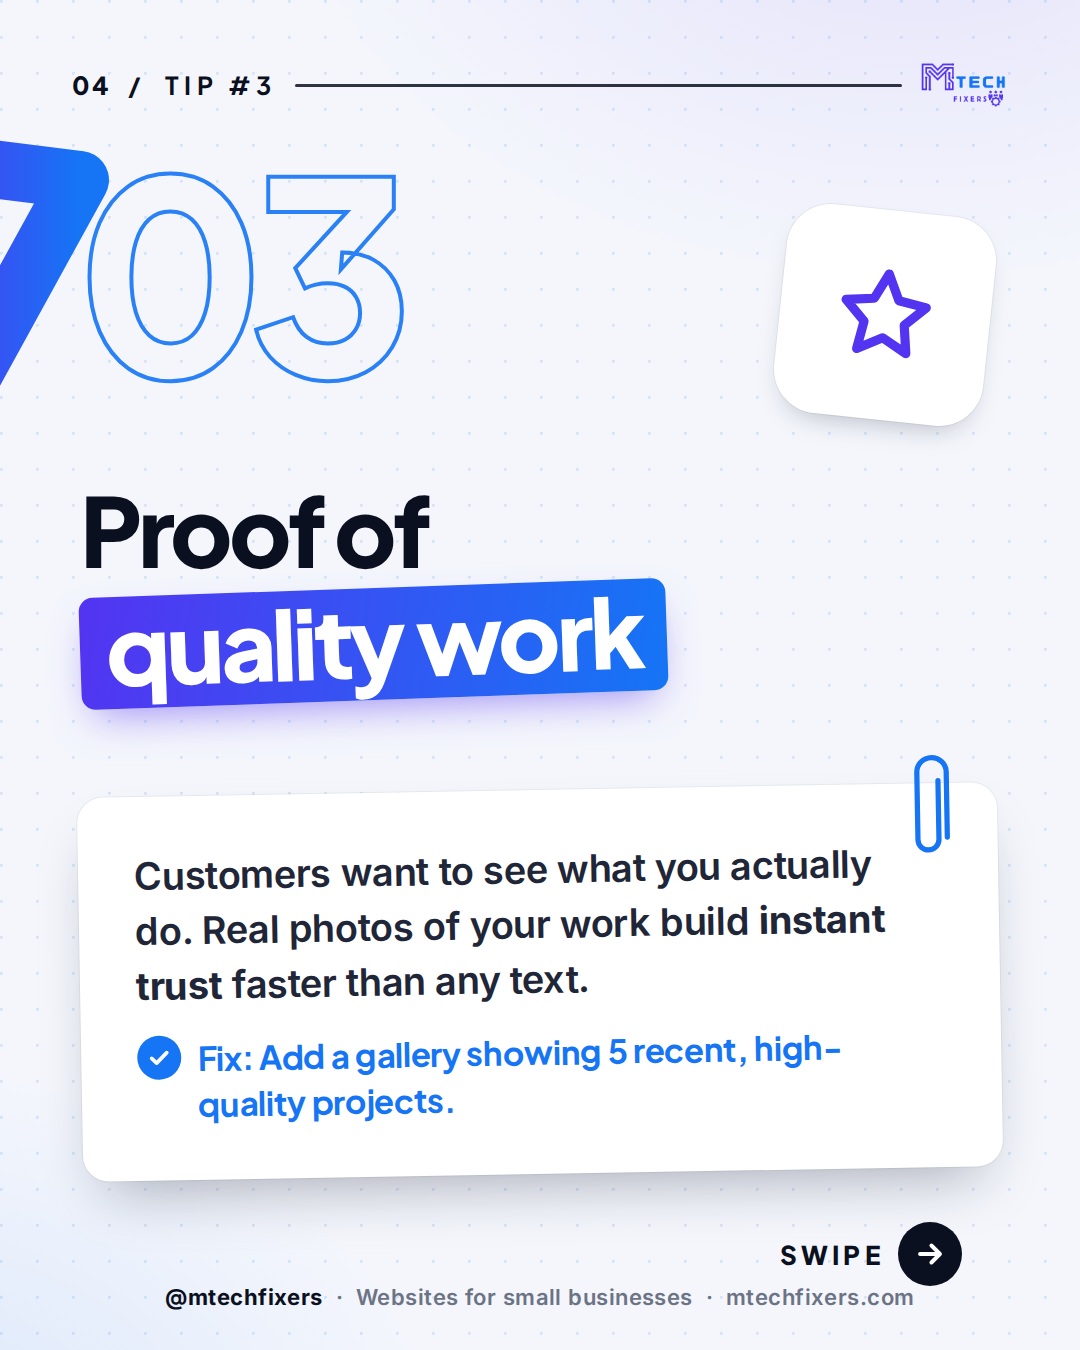 04 / TIP #3
MTECH
FIXERS
7
03
Proof of
quality work
Customers want to see what you actually
do. Real photos of your work build instant
trust faster than any text.
Fix: Add a gallery showing 5 recent, high-
quality projects.
SWIPE
@mtechfixers · Websites for small businesses · mtechfixers.com